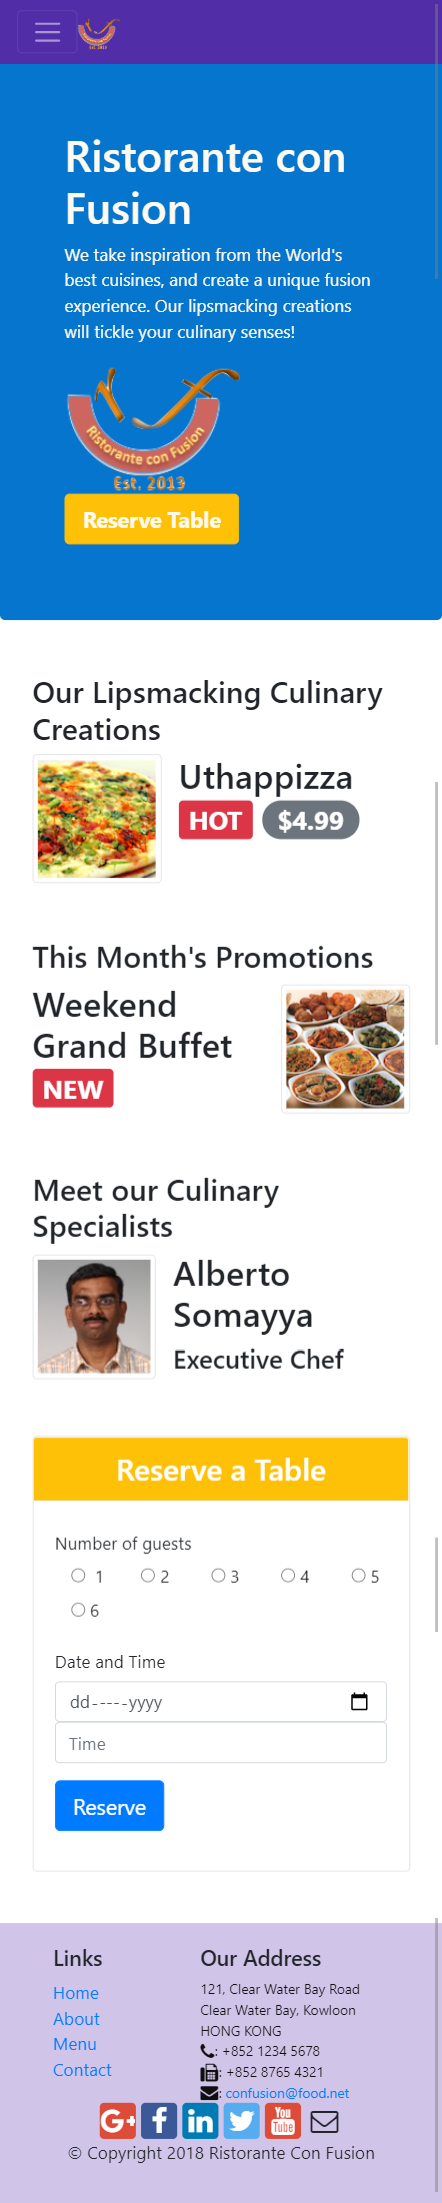 Est. 2013
Ristorante con
Fusion
We take inspiration from the World's
best cuisines, and create a unique fusion
experience. Our lipsmacking creations
will tickle your culinary senses!
Ristorante con Fusion
Est. 2013
Reserve Table
Our Lipsmacking Culinary
Creations
Uthappizza
HOT $4.99
This Month's Promotions
Weekend
Grand Buffet
NEW
Meet our Culinary
Specialists
Alberto
Somayya
Executive Chef
Reserve a Table
Number of guests
1 2 3 4 5
6
Date and Time
dd-----yyyy
Time
Reserve
Links
Home
About
Menu
Contact
Our Address
121, Clear Water Bay Road
Clear Water Bay, Kowloon
HONG KONG
: +852 1234 5678
: +852 8765 4321
: confusion@food.net
G+ f in You Tube
© Copyright 2018 Ristorante Con Fusion